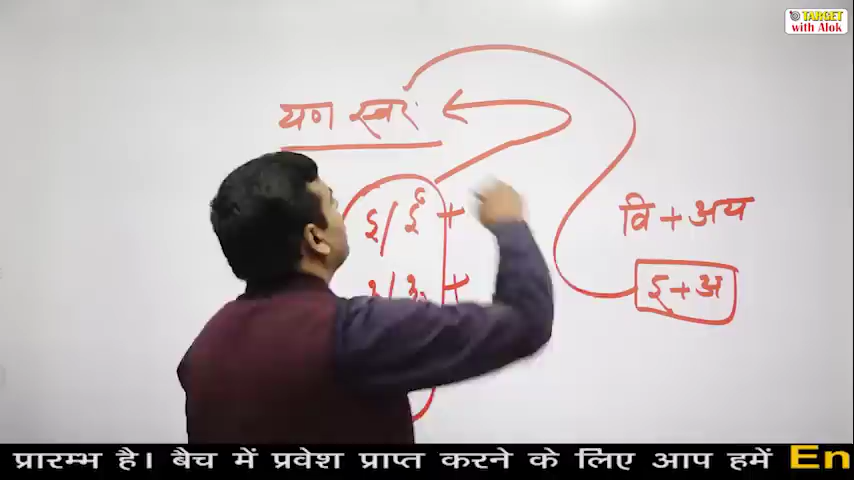 TARGET
with Alok
यण स्वर
इ/ई +
उ/ऊ +
वि + अय
इ + अ
प्रारम्भ है। बैच में प्रवेश प्राप्त करने के लिए आप हमें En